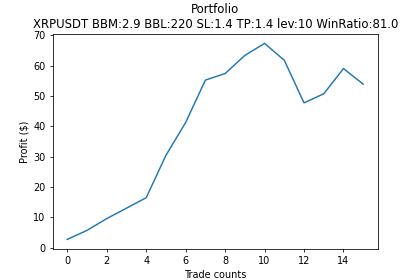 Portfolio
XRPUSDT BBM:2.9 BBL:220 SL:1.4 TP:1.4 lev:10 WinRatio:81.0
70
60
50
40
30
20
10
0
Profit ($)
0 2 4 6 8 10 12 14
Trade counts